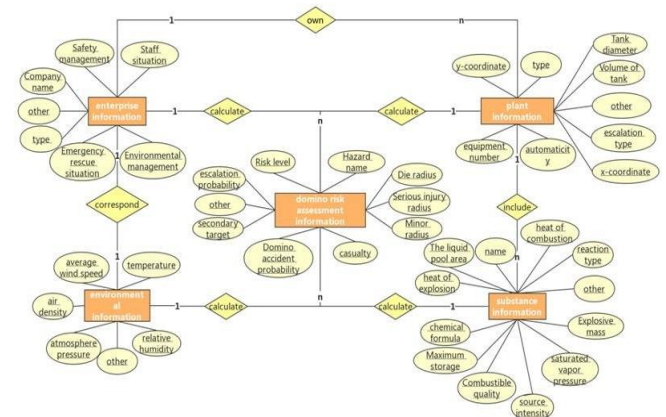 1
own
n
Safety
management
Staff
situation
Company
name
other
type
enterprise
information
Emergency
rescue
situation
Environmental
management
1
calculate
calculate
1
n
y-coordinate
type
Tank
diameter
Volume of
tank
other
escalation
type
x-coordinate
plant
information
equipment
number
automaticit
y
1
1
correspond
1
escalation
probability
Risk level
Hazard
name
Die radius
other
secondary
target
domino risk
assessment
information
Serious injury
radius
Minor
radius
Domino
accident
probability
casualty
include
n
The liquid
pool area
name
heat of
combustion
reaction
type
heat of
explosion
other
average
wind speed
temperature
air
density
environment
al
information
atmosphere
pressure
other
relative
humidity
1
calculate
n
calculate
1
substance
information
chemical
formula
Maximum
storage
Combustible
quality
source
intensity
saturated
vapor
pressure
Explosive
mass